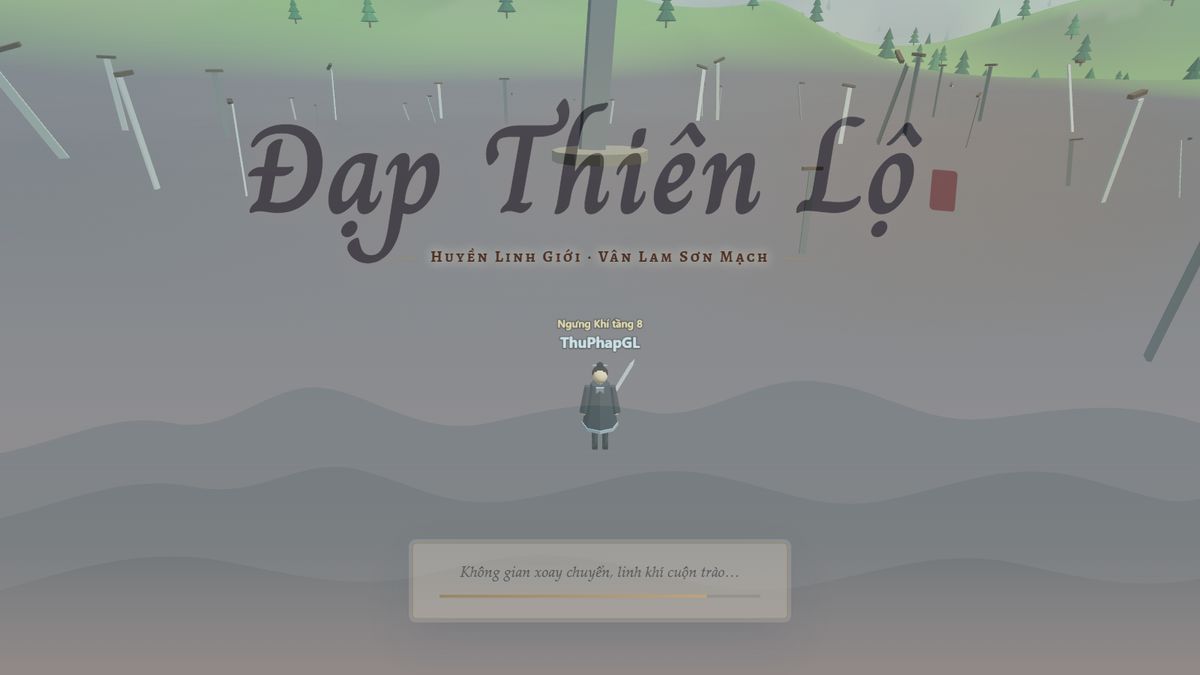 Đạp Thiên Lộ
Huyền Linh Giới · Vân Lam Sơn Mạch
Ngưng Khí tầng 8
ThuPhapGL
Không gian xoay chuyển, linh khí cuộn trào…